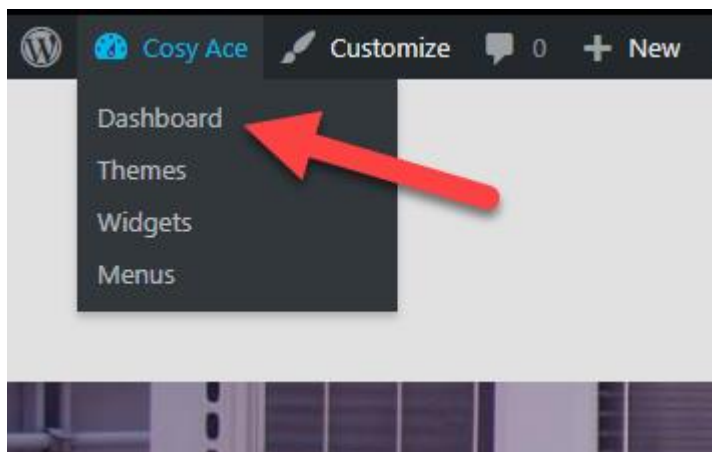 Cosy Ace Customize 0 New
Dashboard
Themes
Widgets
Menus